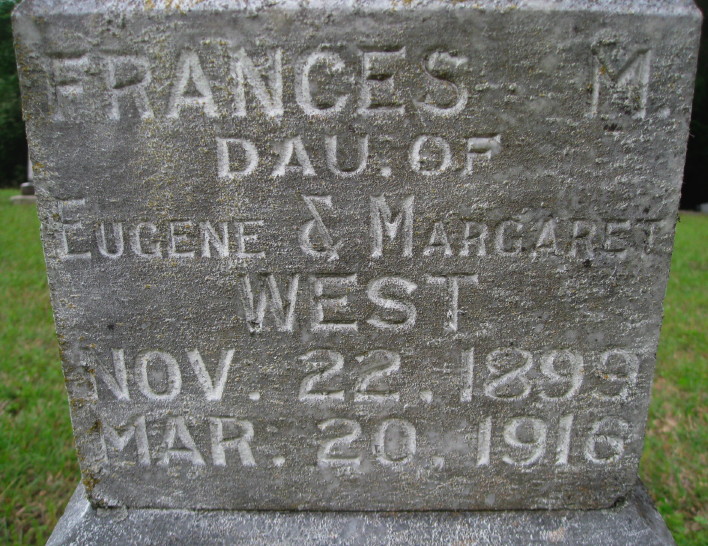 FRANCES M.
DAU. OF
EUGENE & MARGARET
WEST
NOV. 22, 1899
MAR. 20, 1916